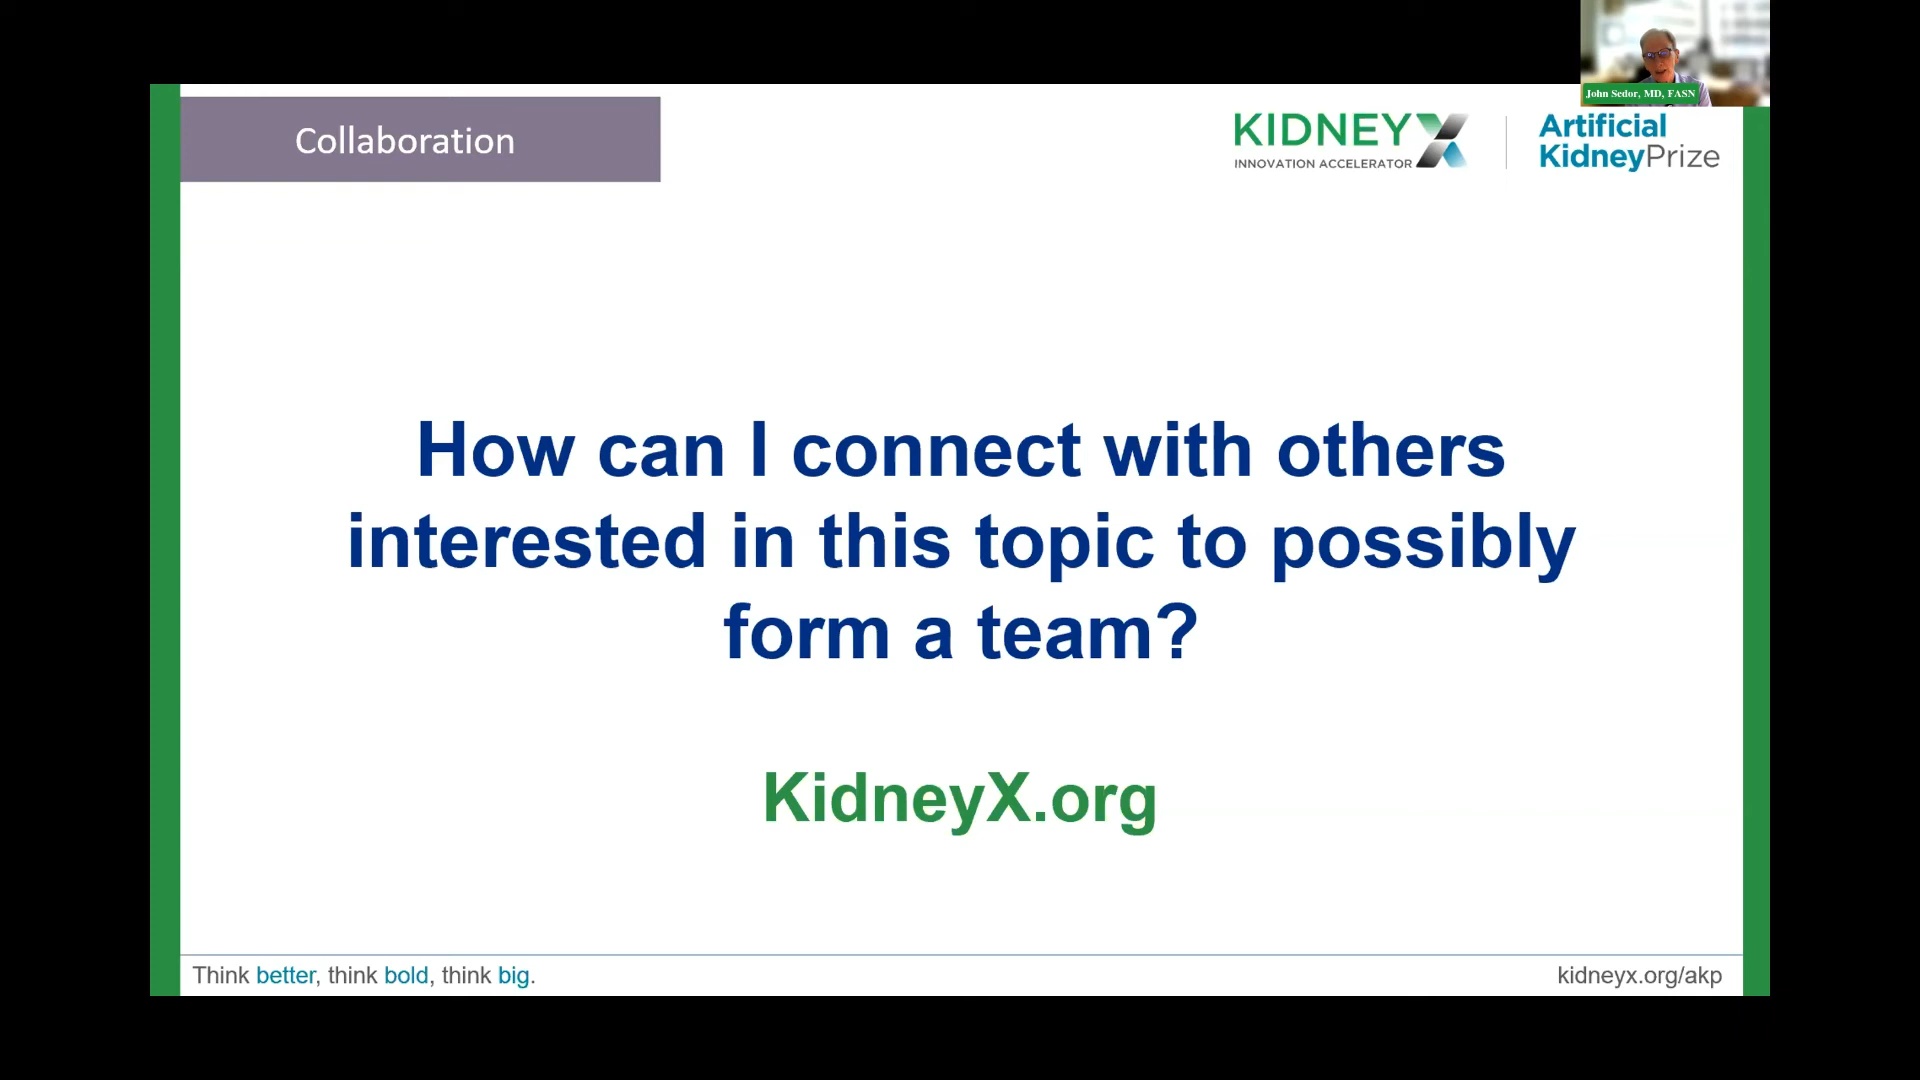 John Sedor, MD, FASN
Collaboration
KIDNEYX
INNOVATION ACCELERATOR
Artificial
KidneyPrize
How can I connect with others
interested in this topic to possibly
form a team?
KidneyX.org
Think better, think bold, think big.
kidneyx.org/akp